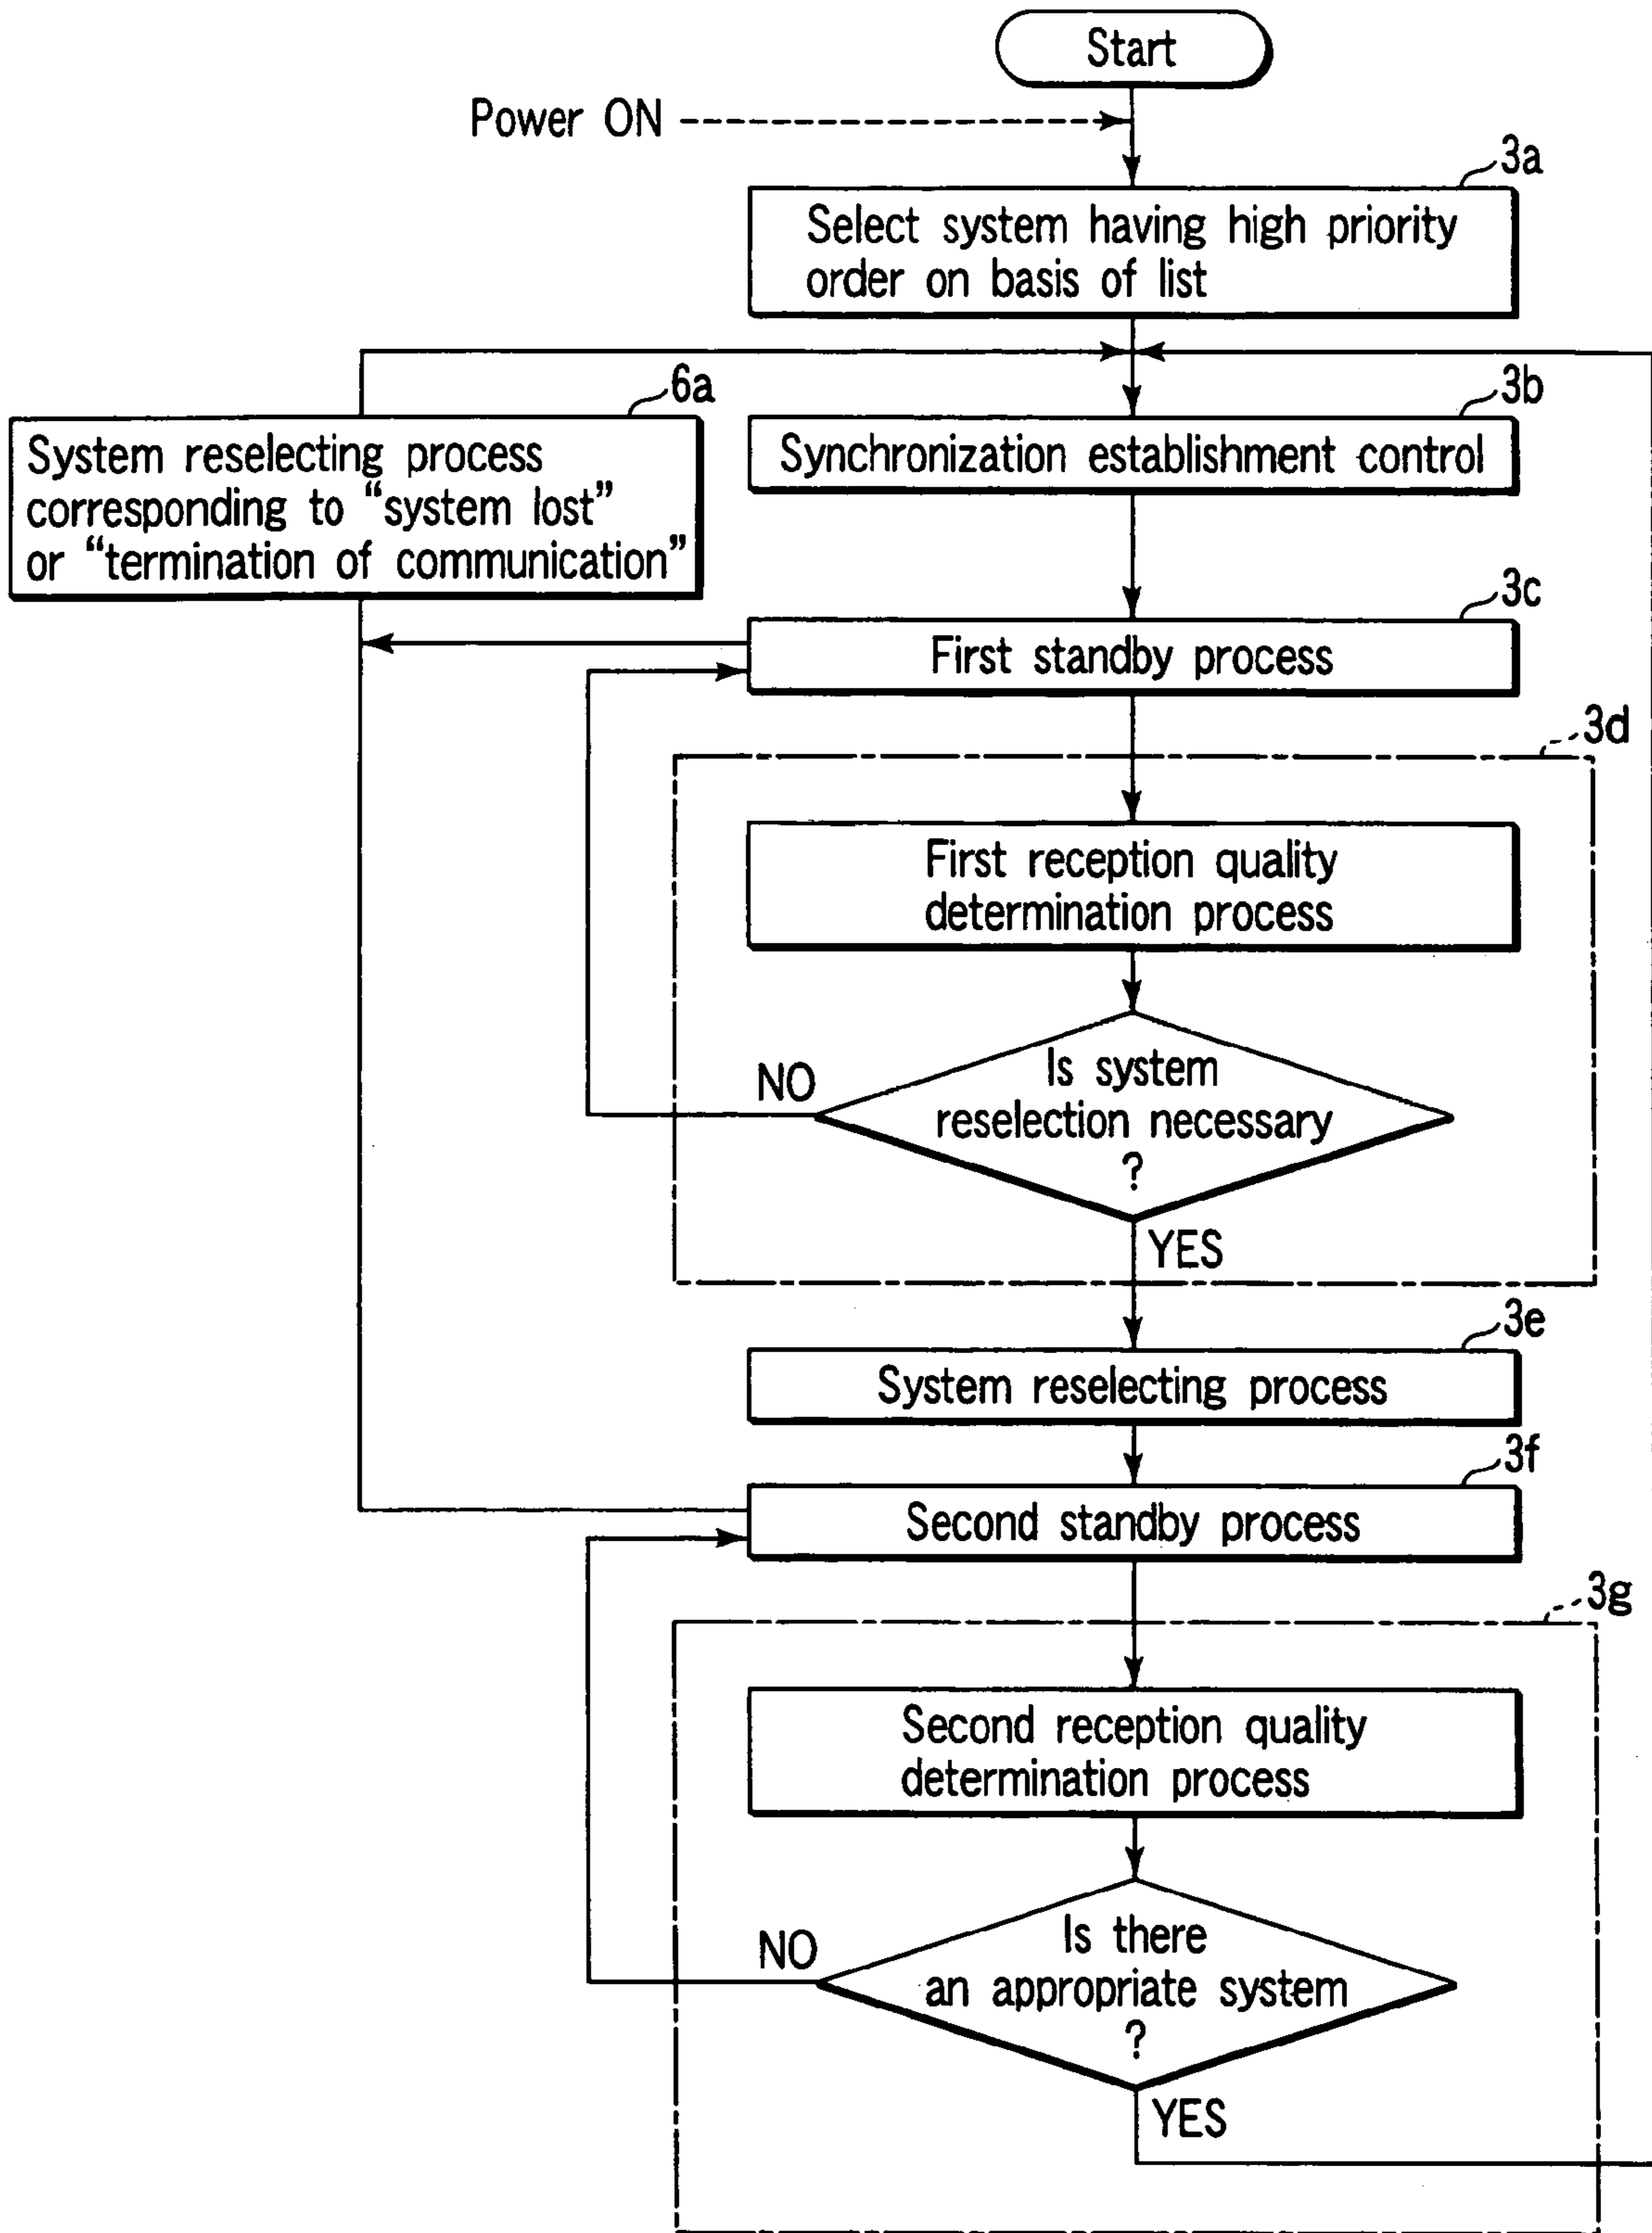 Start
Power ON
3a
Select system having high priority
order on basis of list
6a
System reselecting process
corresponding to “system lost”
or “termination of communication”
3b
Synchronization establishment control
3c
First standby process
3d
First reception quality
determination process
Is system
reselection necessary
?
NO
YES
3e
System reselecting process
3f
Second standby process
3g
Second reception quality
determination process
Is there
an appropriate system
?
NO
YES